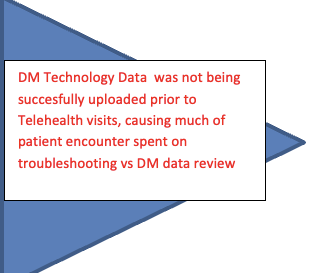 DM Technology Data  was not being
succesfully uploaded prior to
Telehealth visits, causing much of
patient encounter spent on
troubleshooting vs DM data review